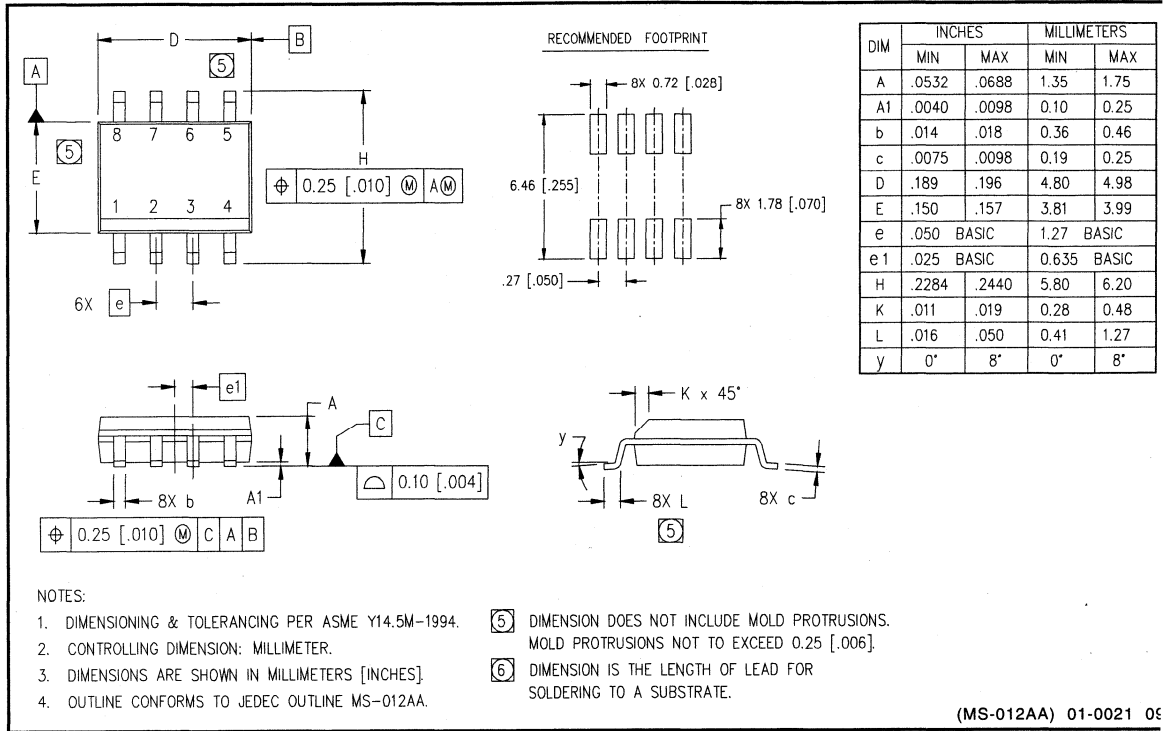 D
B
5
A
8 7 6 5
5
E
H
⌖ 0.25 [.010] Ⓜ AⓂ
1 2 3 4
6X e
RECOMMENDED FOOTPRINT
8X 0.72 [.028]
6.46 [.255]
8X 1.78 [.070]
.27 [.050]
DIM INCHES MILLIMETERS
MIN MAX MIN MAX
A .0532 .0688 1.35 1.75
A1 .0040 .0098 0.10 0.25
b .014 .018 0.36 0.46
c .0075 .0098 0.19 0.25
D .189 .196 4.80 4.98
E .150 .157 3.81 3.99
e .050 BASIC 1.27 BASIC
e1 .025 BASIC 0.635 BASIC
H .2284 .2440 5.80 6.20
K .011 .019 0.28 0.48
L .016 .050 0.41 1.27
y 0° 8° 0° 8°
e1
A
C
⌓ 0.10 [.004]
8X b
A1
⌖ 0.25 [.010] Ⓜ C A B
K x 45°
y
8X L
8X c
5
NOTES:
1. DIMENSIONING & TOLERANCING PER ASME Y14.5M-1994.
2. CONTROLLING DIMENSION: MILLIMETER.
3. DIMENSIONS ARE SHOWN IN MILLIMETERS [INCHES].
4. OUTLINE CONFORMS TO JEDEC OUTLINE MS-012AA.
5 DIMENSION DOES NOT INCLUDE MOLD PROTRUSIONS.
MOLD PROTRUSIONS NOT TO EXCEED 0.25 [.006].
6 DIMENSION IS THE LENGTH OF LEAD FOR
SOLDERING TO A SUBSTRATE.
(MS-012AA) 01-0021 09